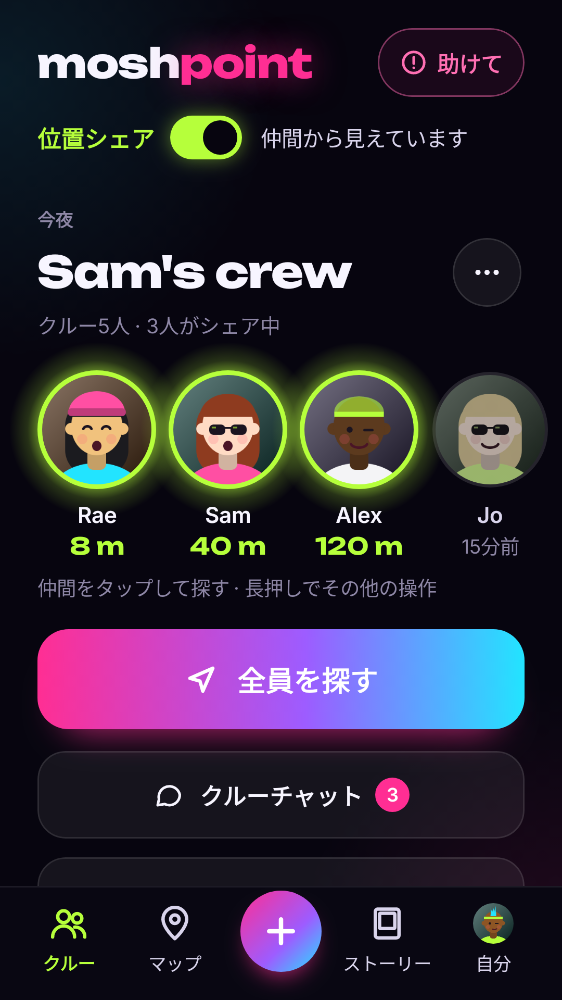 moshpoint
助けて
位置シェア
仲間から見えています
今夜
Sam's crew
クルー5人 · 3人がシェア中
Rae
Sam
Alex
Jo
8 m
40 m
120 m
15分前
仲間をタップして探す · 長押しでその他の操作
全員を探す
クルーチャット 3
クルー
マップ
ストーリー
自分